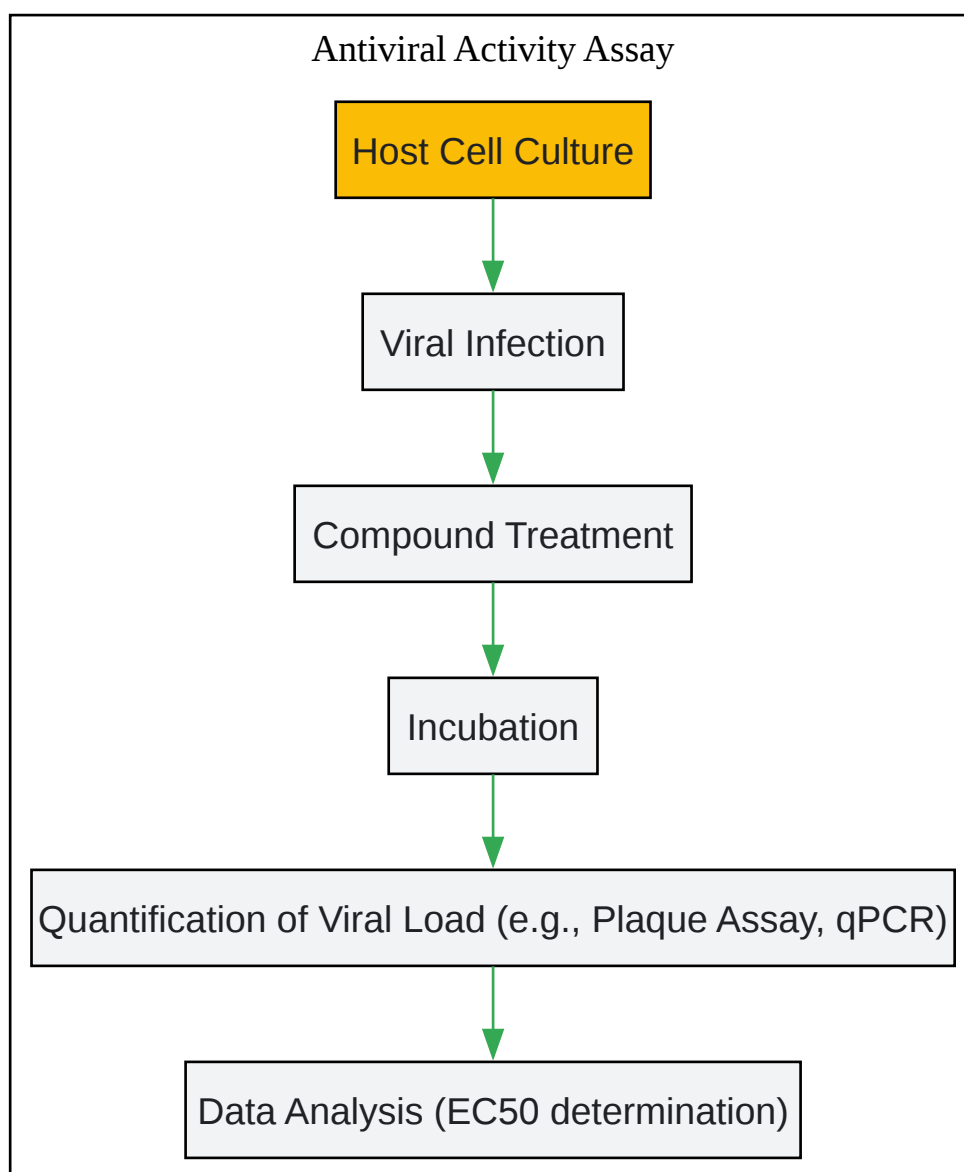 Antiviral Activity Assay
Host Cell Culture
Viral Infection
Compound Treatment
Incubation
Quantification of Viral Load (e.g., Plaque Assay, qPCR)
Data Analysis (EC50 determination)